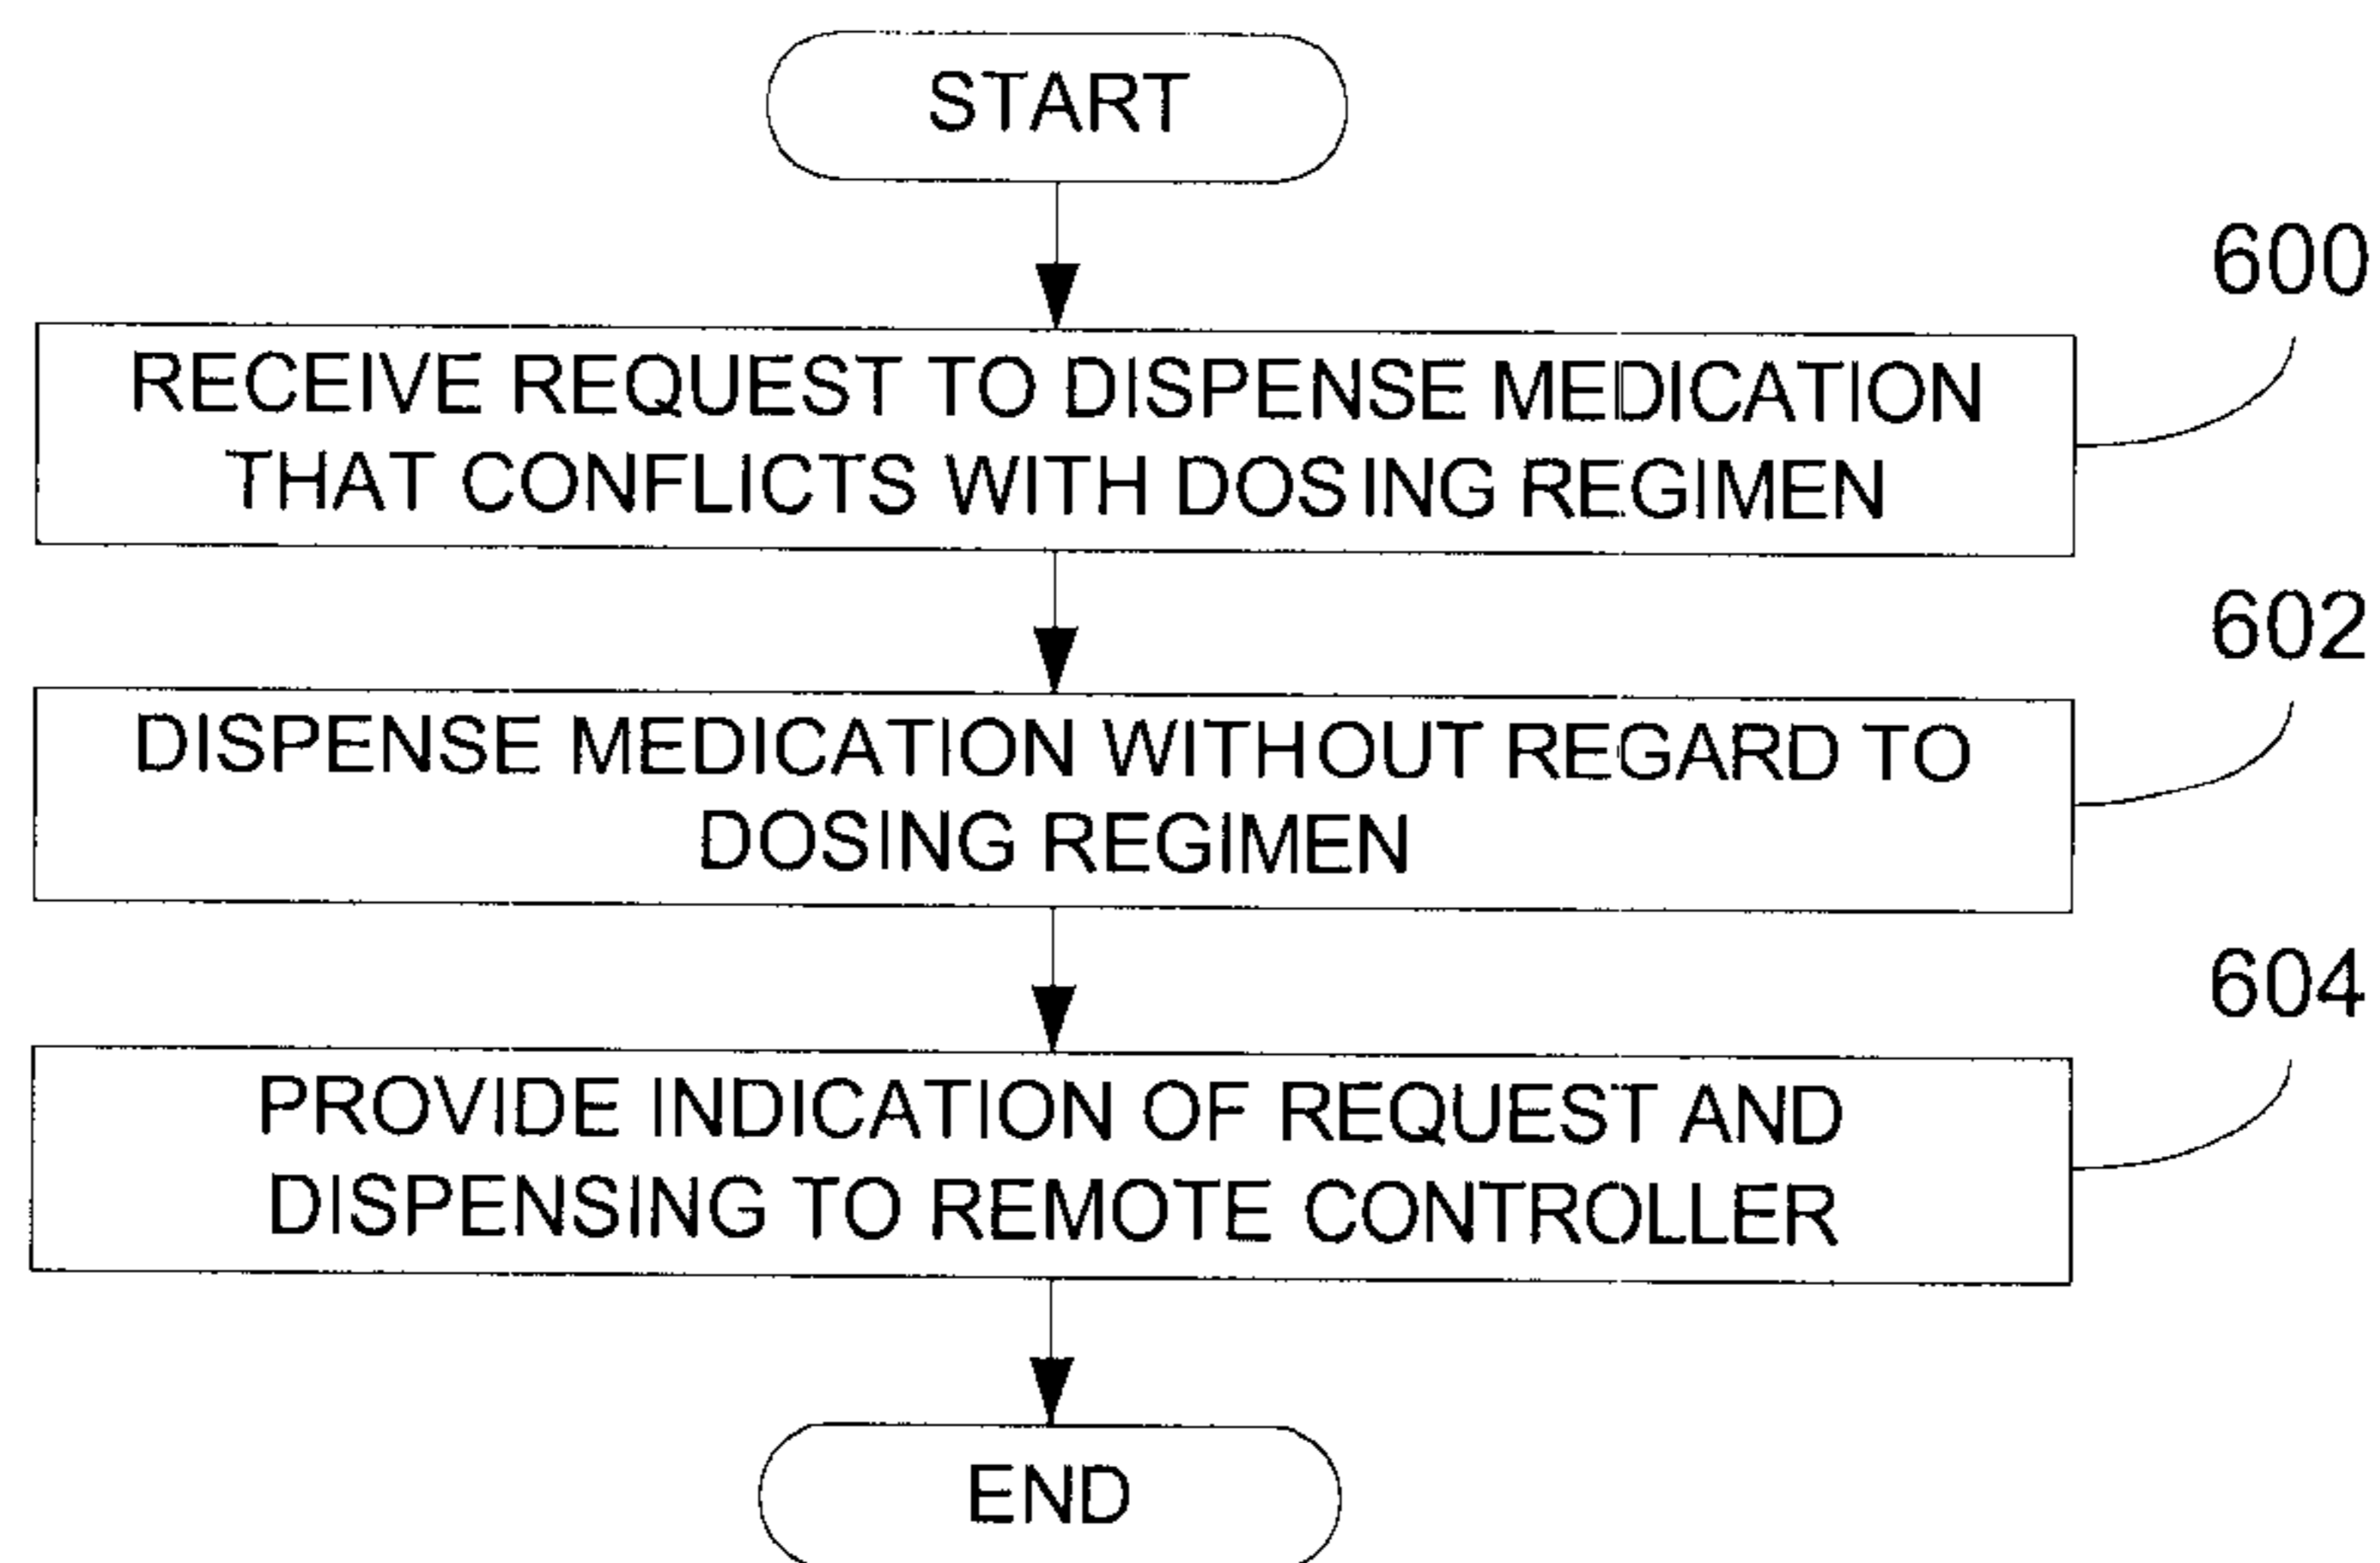 START
600
RECEIVE REQUEST TO DISPENSE MEDICATION
THAT CONFLICTS WITH DOSING REGIMEN
602
DISPENSE MEDICATION WITHOUT REGARD TO
DOSING REGIMEN
604
PROVIDE INDICATION OF REQUEST AND
DISPENSING TO REMOTE CONTROLLER
END